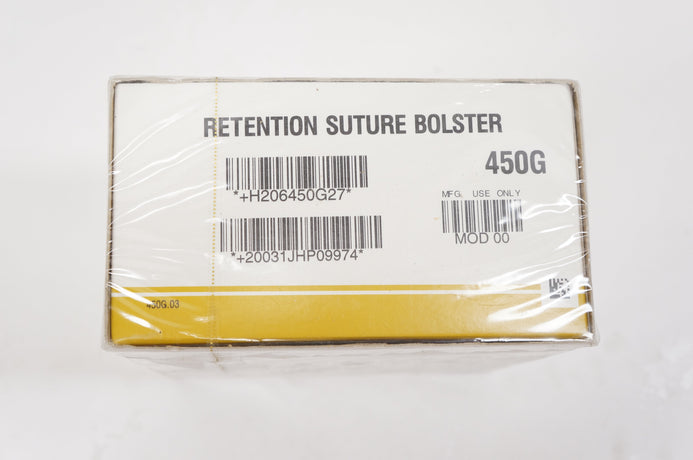 RETENTION SUTURE BOLSTER
450G
*+H206450G27*
MFG. USE ONLY
MOD 00
*+20031JHP09974*
450G.03